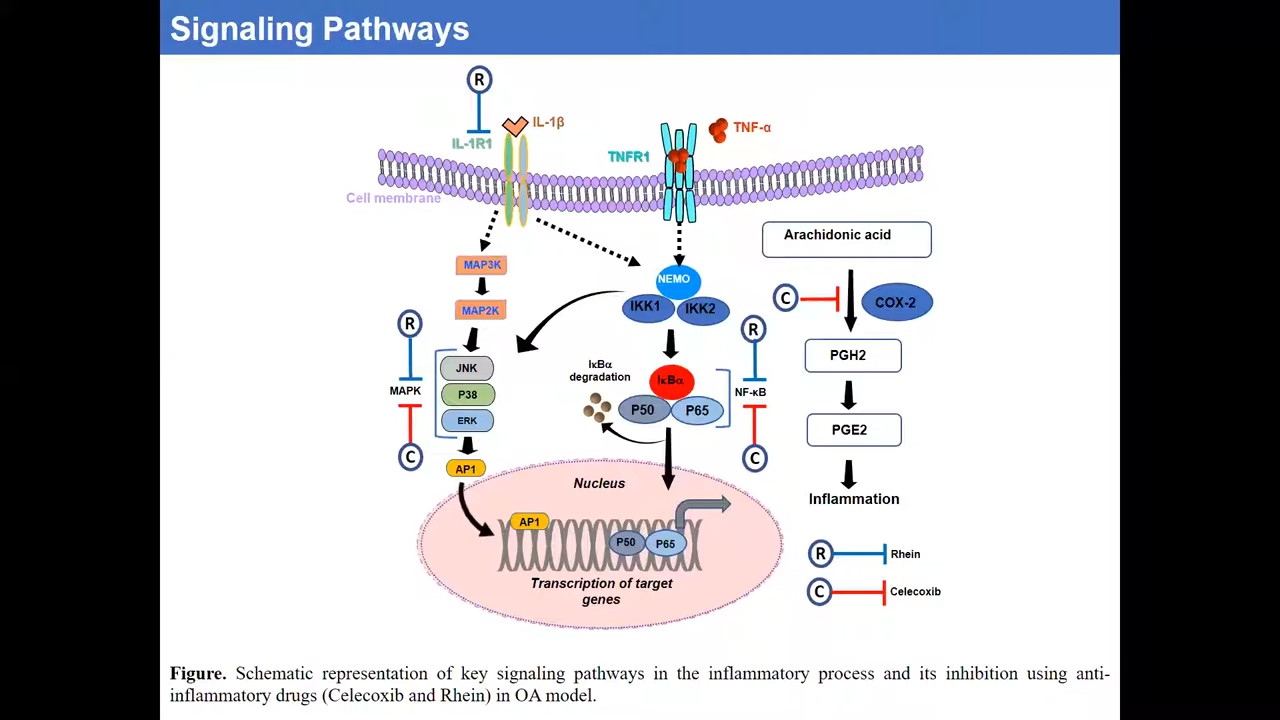 Signaling Pathways
R
IL-1β
IL-1R1
TNF-α
TNFR1
Cell membrane
Arachidonic acid
MAP3K
NEMO
C
COX-2
MAP2K
IKK1
IKK2
R
R
PGH2
JNK
IκBα
degradation
IκBα
MAPK
P38
NF-κB
P50
P65
ERK
PGE2
C
C
AP1
Nucleus
Inflammation
AP1
P50
P65
R
Rhein
Transcription of target
genes
C
Celecoxib
Figure. Schematic representation of key signaling pathways in the inflammatory process and its inhibition using anti-
inflammatory drugs (Celecoxib and Rhein) in OA model.